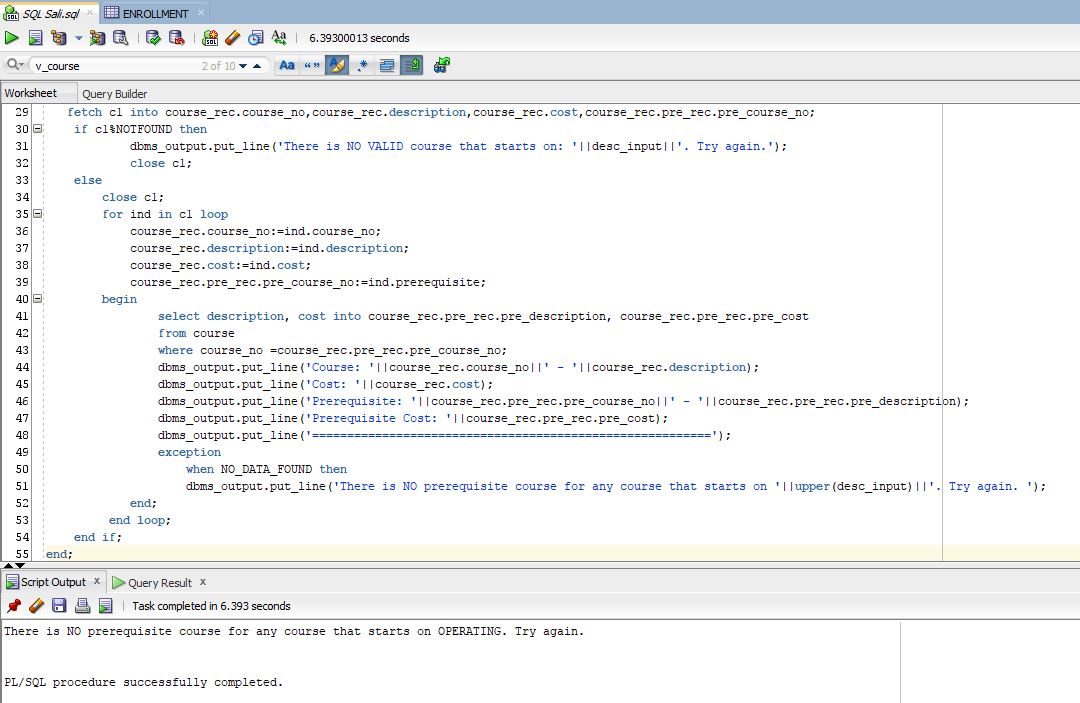 SQL Sali.sql × ENROLLMENT ×
6.39300013 seconds
v_course 2 of 10 Aa “ ” .*
Worksheet Query Builder
29 fetch c1 into course_rec.course_no,course_rec.description,course_rec.cost,course_rec.pre_rec.pre_course_no;
30 if c1%NOTFOUND then
31 dbms_output.put_line('There is NO VALID course that starts on: '||desc_input||'. Try again.');
32 close c1;
33 else
34 close c1;
35 for ind in c1 loop
36 course_rec.course_no:=ind.course_no;
37 course_rec.description:=ind.description;
38 course_rec.cost:=ind.cost;
39 course_rec.pre_rec.pre_course_no:=ind.prerequisite;
40 begin
41 select description, cost into course_rec.pre_rec.pre_description, course_rec.pre_rec.pre_cost
42 from course
43 where course_no =course_rec.pre_rec.pre_course_no;
44 dbms_output.put_line('Course: '||course_rec.course_no||' - '||course_rec.description);
45 dbms_output.put_line('Cost: '||course_rec.cost);
46 dbms_output.put_line('Prerequisite: '||course_rec.pre_rec.pre_course_no||' - '||course_rec.pre_rec.pre_description);
47 dbms_output.put_line('Prerequisite Cost: '||course_rec.pre_rec.pre_cost);
48 dbms_output.put_line('=========================================================');
49 exception
50 when NO_DATA_FOUND then
51 dbms_output.put_line('There is NO prerequisite course for any course that starts on '||upper(desc_input)||'. Try again. ');
52 end;
53 end loop;
54 end if;
55 end;
Script Output × Query Result ×
Task completed in 6.393 seconds
There is NO prerequisite course for any course that starts on OPERATING. Try again.
PL/SQL procedure successfully completed.